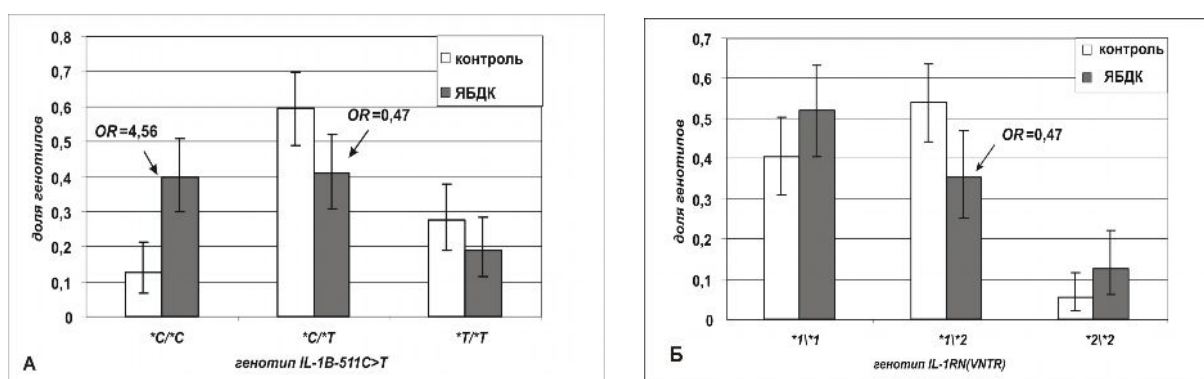 0,8
0,7
0,6
0,5
0,4
0,3
0,2
0,1
0
доля генотипов
контроль
ЯБДК
OR=4,56
OR=0,47
*C/*C
*C/*T
*T/*T
генотип IL-1B-511C>T
А
0,7
0,6
0,5
0,4
0,3
0,2
0,1
0
доля генотипов
контроль
ЯБДК
OR=0,47
*1\*1
*1\*2
*2\*2
генотип IL-1RN(VNTR)
Б